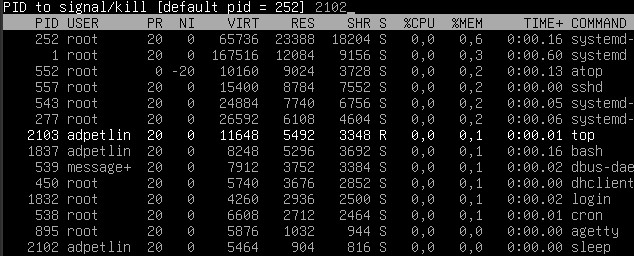 PID to signal/kill [default pid = 252] 2102_
PID USER PR NI VIRT RES SHR S %CPU %MEM TIME+ COMMAND
252 root 20 0 65736 23388 18204 S 0,0 0,6 0:00.16 systemd-
1 root 20 0 167516 12084 9156 S 0,0 0,3 0:00.60 systemd
552 root 0 -20 10160 9024 3728 S 0,0 0,2 0:00.13 atop
557 root 20 0 15400 8784 7552 S 0,0 0,2 0:00.00 sshd
543 root 20 0 24884 7740 6756 S 0,0 0,2 0:00.05 systemd-
277 root 20 0 26592 6108 4604 S 0,0 0,2 0:00.06 systemd-
2103 adpetlin 20 0 11648 5492 3348 R 0,0 0,1 0:00.01 top
1837 adpetlin 20 0 8248 5296 3692 S 0,0 0,1 0:00.16 bash
539 message+ 20 0 7912 3752 3384 S 0,0 0,1 0:00.02 dbus-dae
450 root 20 0 5740 3676 2852 S 0,0 0,1 0:00.00 dhclient
1832 root 20 0 4260 2936 2500 S 0,0 0,1 0:00.02 login
538 root 20 0 6608 2712 2464 S 0,0 0,1 0:00.01 cron
895 root 20 0 5876 1032 944 S 0,0 0,0 0:00.00 agetty
2102 adpetlin 20 0 5464 904 816 S 0,0 0,0 0:00.00 sleep